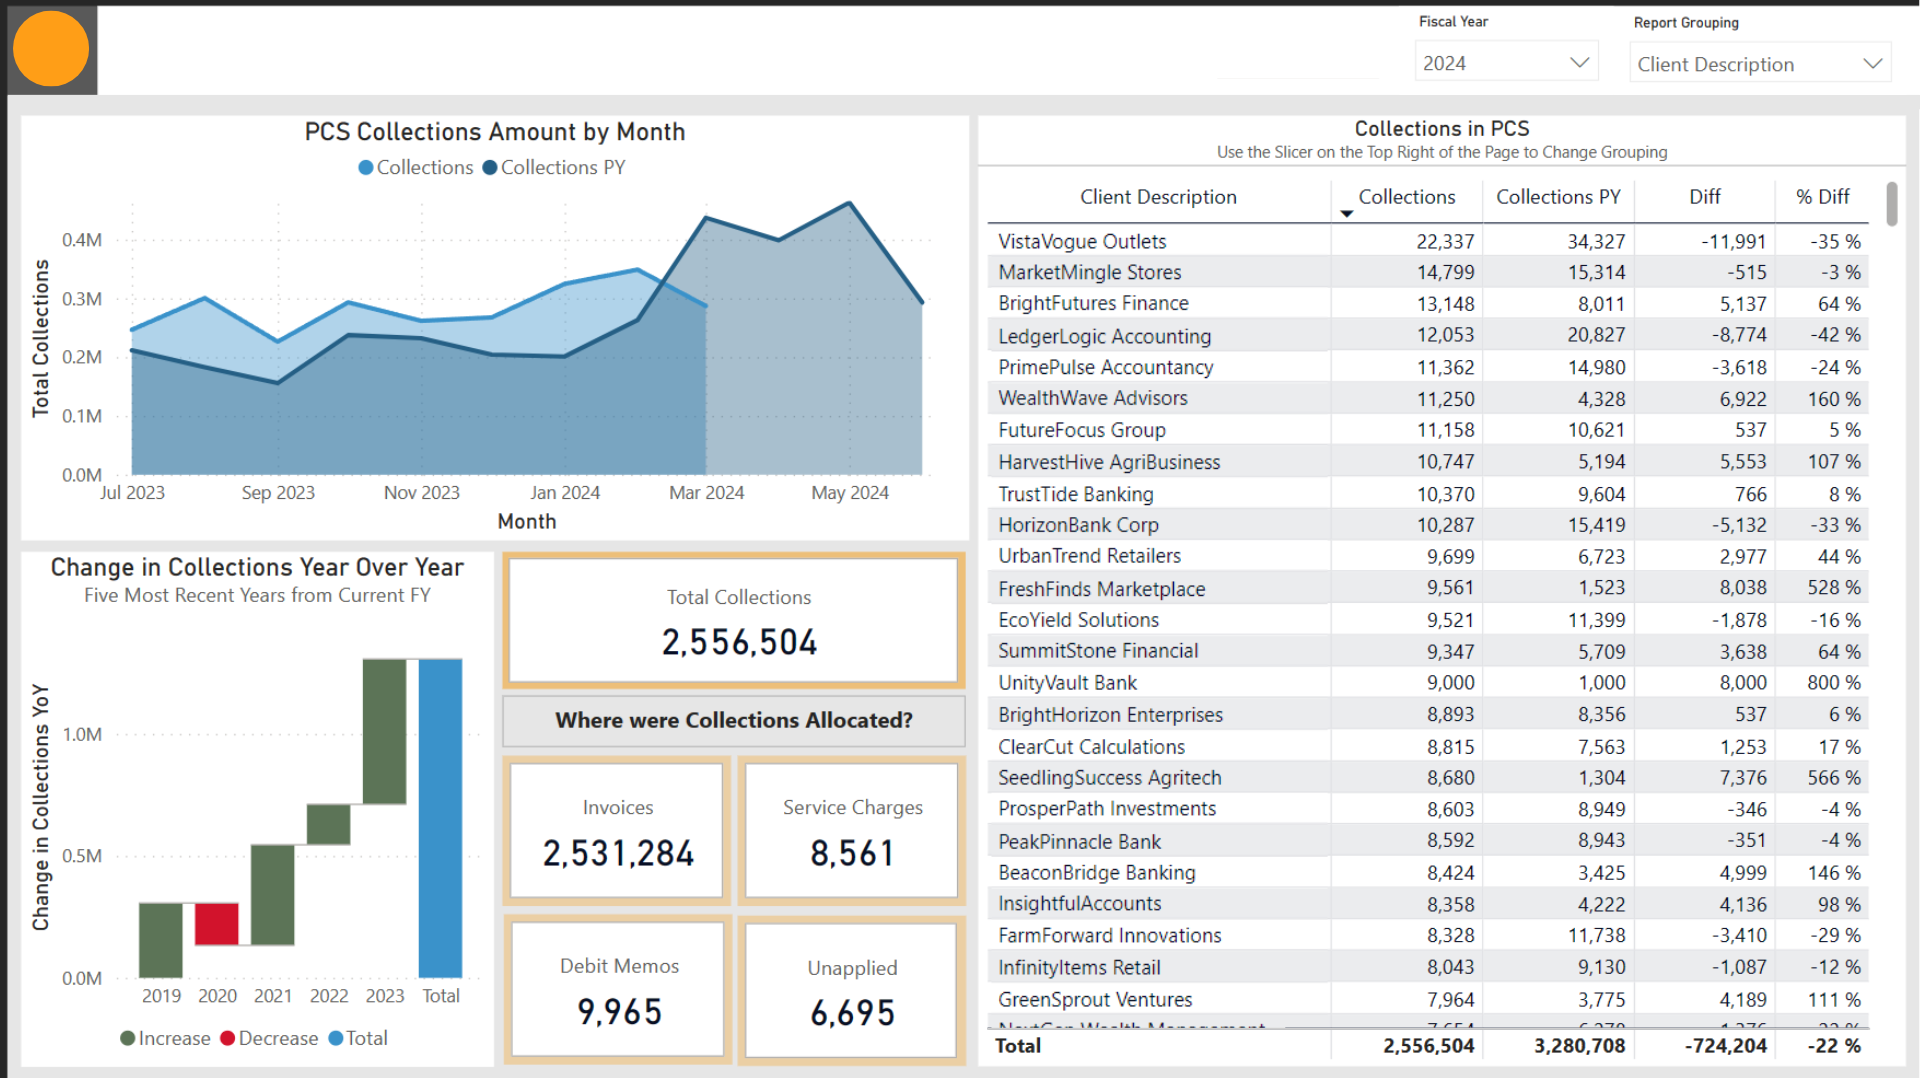 Fiscal Year
2024
Report Grouping
Client Description
PCS Collections Amount by Month
Collections Collections PY
Total Collections
0.4M
0.3M
0.2M
0.1M
0.0M
Jul 2023 Sep 2023 Nov 2023 Jan 2024 Mar 2024 May 2024
Month
Change in Collections Year Over Year
Five Most Recent Years from Current FY
Change in Collections YoY
1.0M
0.5M
0.0M
2019 2020 2021 2022 2023 Total
Increase Decrease Total
Total Collections
2,556,504
Where were Collections Allocated?
Invoices
2,531,284
Service Charges
8,561
Debit Memos
9,965
Unapplied
6,695
Collections in PCS
Use the Slicer on the Top Right of the Page to Change Grouping
Client Description Collections Collections PY Diff % Diff
VistaVogue Outlets 22,337 34,327 -11,991 -35 %
MarketMingle Stores 14,799 15,314 -515 -3 %
BrightFutures Finance 13,148 8,011 5,137 64 %
LedgerLogic Accounting 12,053 20,827 -8,774 -42 %
PrimePulse Accountancy 11,362 14,980 -3,618 -24 %
WealthWave Advisors 11,250 4,328 6,922 160 %
FutureFocus Group 11,158 10,621 537 5 %
HarvestHive AgriBusiness 10,747 5,194 5,553 107 %
TrustTide Banking 10,370 9,604 766 8 %
HorizonBank Corp 10,287 15,419 -5,132 -33 %
UrbanTrend Retailers 9,699 6,723 2,977 44 %
FreshFinds Marketplace 9,561 1,523 8,038 528 %
EcoYield Solutions 9,521 11,399 -1,878 -16 %
SummitStone Financial 9,347 5,709 3,638 64 %
UnityVault Bank 9,000 1,000 8,000 800 %
BrightHorizon Enterprises 8,893 8,356 537 6 %
ClearCut Calculations 8,815 7,563 1,253 17 %
SeedlingSuccess Agritech 8,680 1,304 7,376 566 %
ProsperPath Investments 8,603 8,949 -346 -4 %
PeakPinnacle Bank 8,592 8,943 -351 -4 %
BeaconBridge Banking 8,424 3,425 4,999 146 %
InsightfulAccounts 8,358 4,222 4,136 98 %
FarmForward Innovations 8,328 11,738 -3,410 -29 %
InfinityItems Retail 8,043 9,130 -1,087 -12 %
GreenSprout Ventures 7,964 3,775 4,189 111 %
Total 2,556,504 3,280,708 -724,204 -22 %